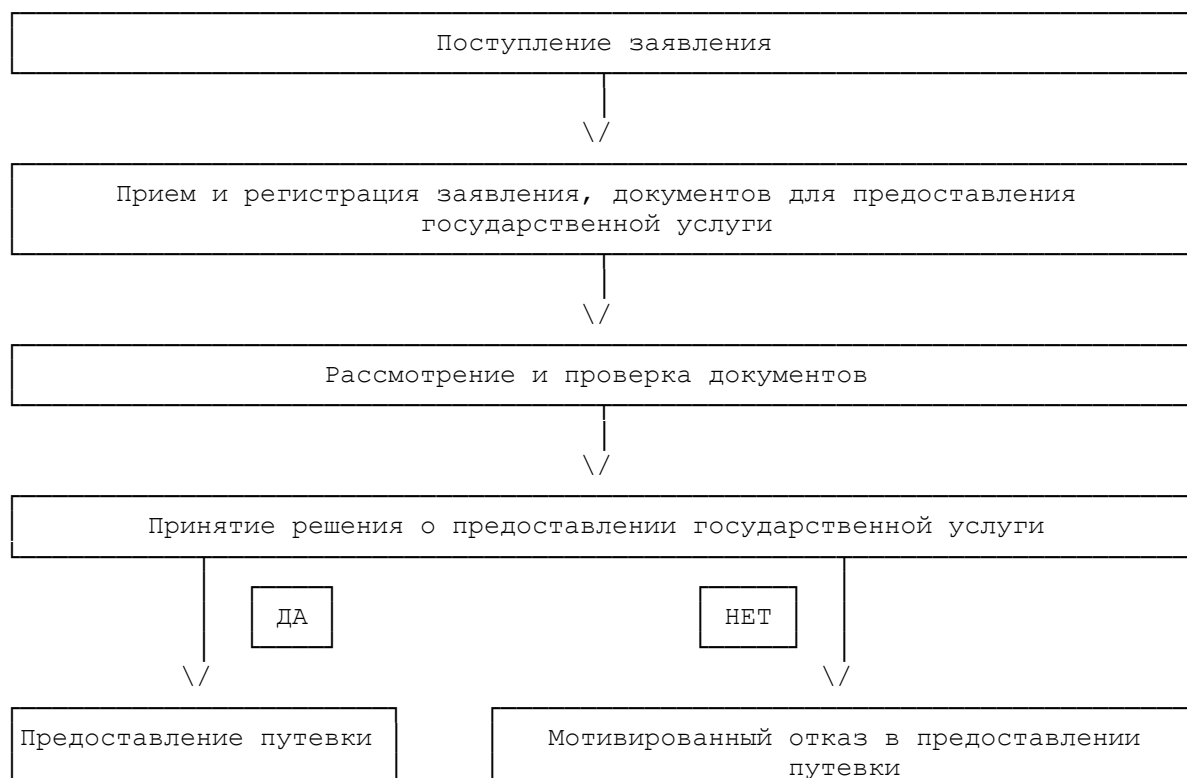 Поступление заявления
Прием и регистрация заявления, документов для предоставления
государственной услуги
Рассмотрение и проверка документов
Принятие решения о предоставлении государственной услуги
ДА
НЕТ
Предоставление путевки
Мотивированный отказ в предоставлении
путевки